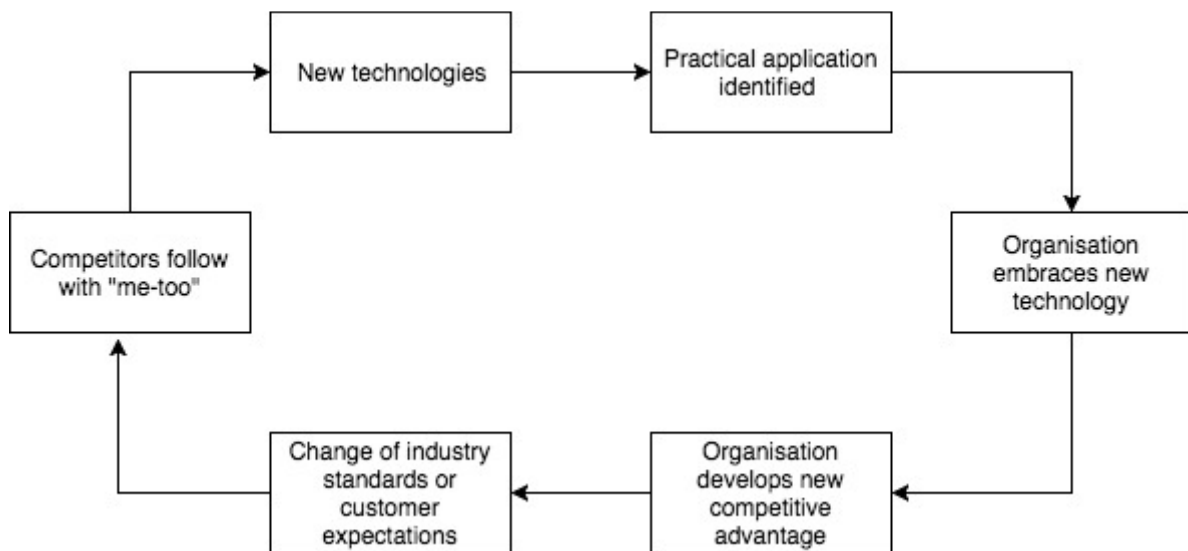 New technologies
Practical application
identified
Organisation
embraces new
technology
Organisation
develops new
competitive
advantage
Change of industry
standards or
customer
expectations
Competitors follow
with "me-too"